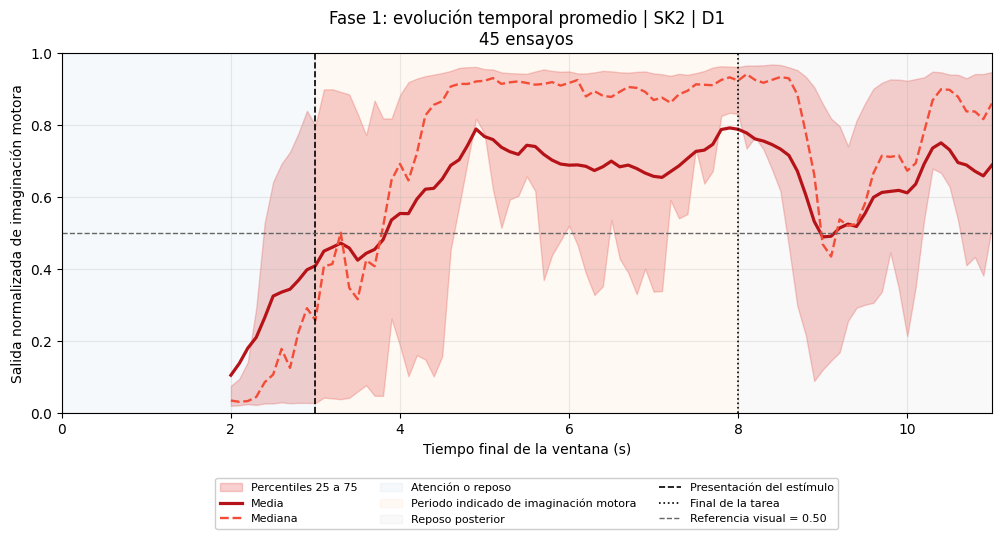 Fase 1: evolución temporal promedio | SK2 | D1
45 ensayos
Salida normalizada de imaginación motora
1.0
0.8
0.6
0.4
0.2
0.0
0 2 4 6 8 10
Tiempo final de la ventana (s)
Percentiles 25 a 75
Media
Mediana
Atención o reposo
Periodo indicado de imaginación motora
Reposo posterior
Presentación del estímulo
Final de la tarea
Referencia visual = 0.50